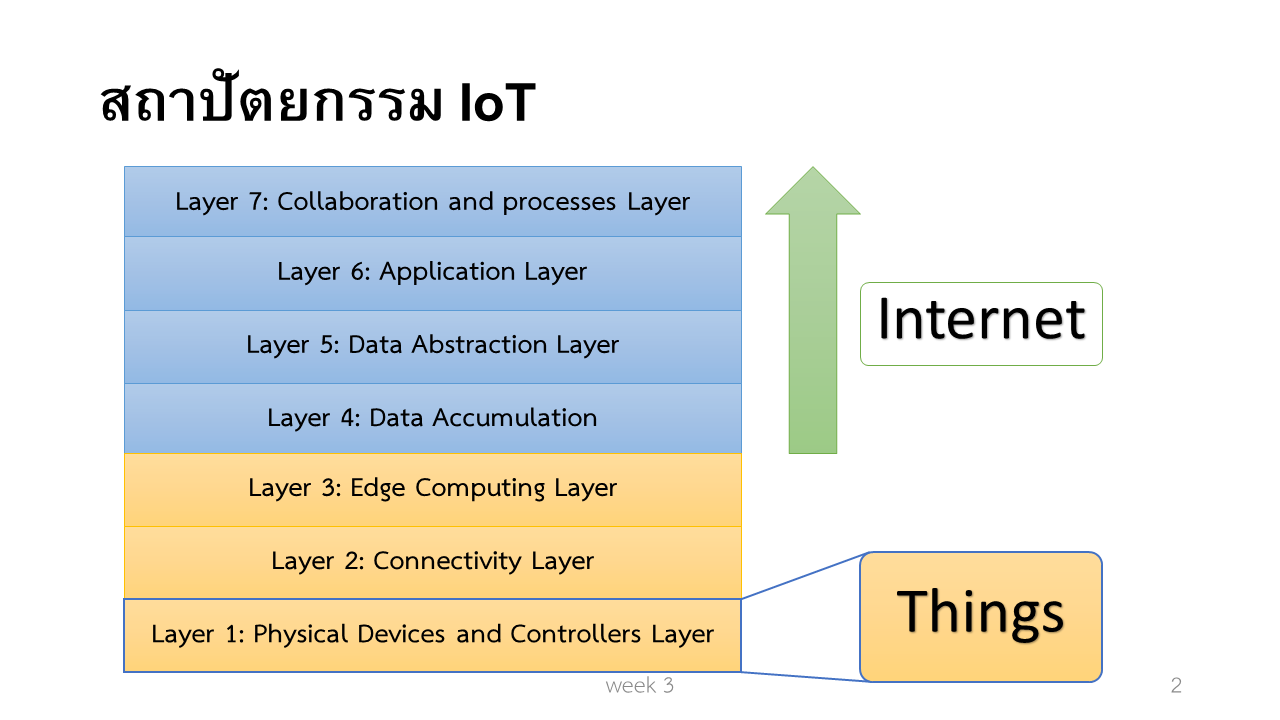 สถาปัตยกรรม IoT
Layer 7: Collaboration and processes Layer
Layer 6: Application Layer
Layer 5: Data Abstraction Layer
Layer 4: Data Accumulation
Layer 3: Edge Computing Layer
Layer 2: Connectivity Layer
Layer 1: Physical Devices and Controllers Layer
Internet
Things
week 3
2